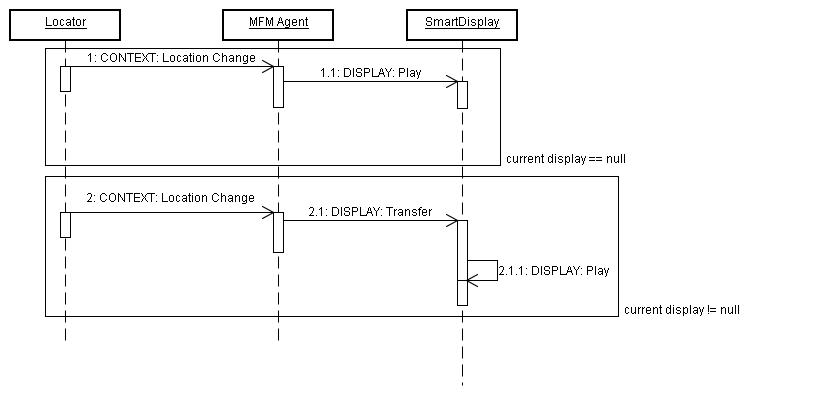 Locator
MFM Agent
SmartDisplay
1: CONTEXT: Location Change
1.1: DISPLAY: Play
current display == null
2: CONTEXT: Location Change
2.1: DISPLAY: Transfer
2.1.1: DISPLAY: Play
current display != null